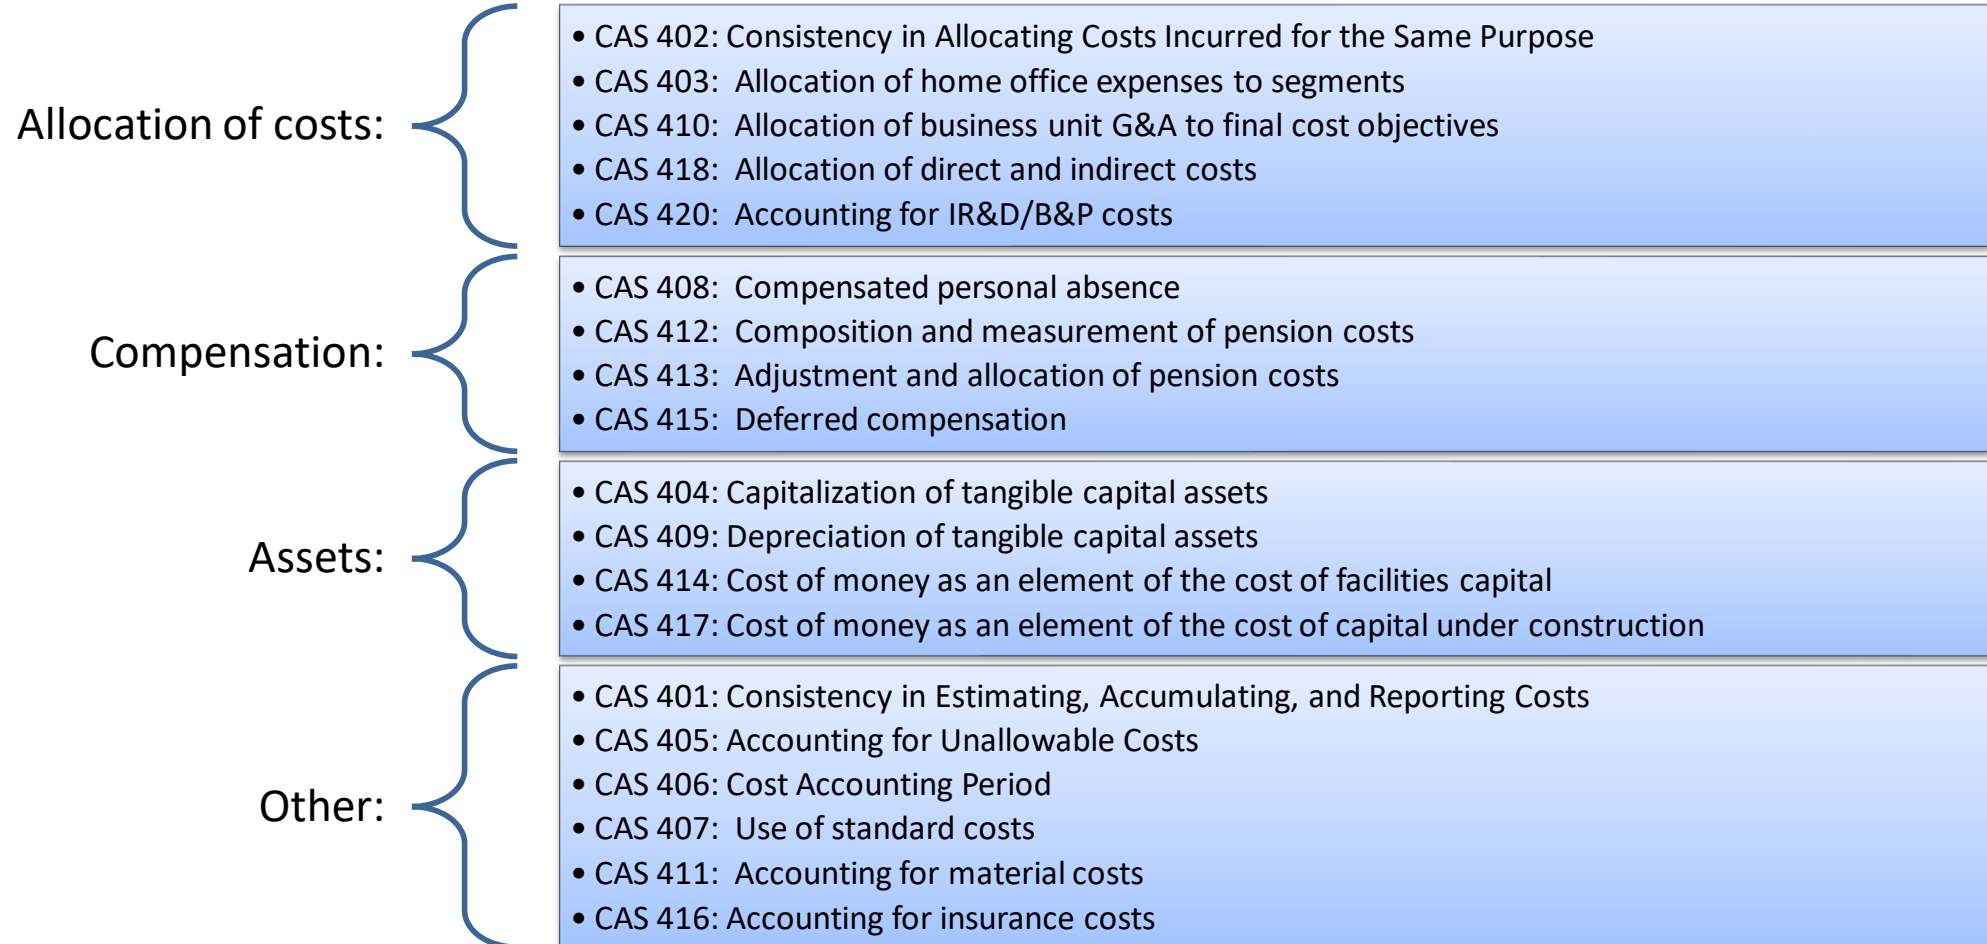 Allocation of costs:
• CAS 402: Consistency in Allocating Costs Incurred for the Same Purpose
• CAS 403: Allocation of home office expenses to segments
• CAS 410: Allocation of business unit G&A to final cost objectives
• CAS 418: Allocation of direct and indirect costs
• CAS 420: Accounting for IR&D/B&P costs
Compensation:
• CAS 408: Compensated personal absence
• CAS 412: Composition and measurement of pension costs
• CAS 413: Adjustment and allocation of pension costs
• CAS 415: Deferred compensation
Assets:
• CAS 404: Capitalization of tangible capital assets
• CAS 409: Depreciation of tangible capital assets
• CAS 414: Cost of money as an element of the cost of facilities capital
• CAS 417: Cost of money as an element of the cost of capital under construction
Other:
• CAS 401: Consistency in Estimating, Accumulating, and Reporting Costs
• CAS 405: Accounting for Unallowable Costs
• CAS 406: Cost Accounting Period
• CAS 407: Use of standard costs
• CAS 411: Accounting for material costs
• CAS 416: Accounting for insurance costs